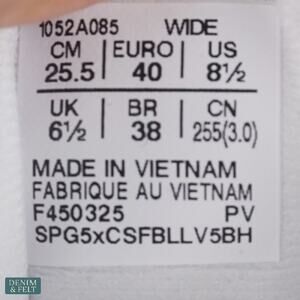 1052A085 WIDE
CM EURO US
25.5 40 8½
UK BR CN
6½ 38 255(3.0)
MADE IN VIETNAM
FABRIQUE AU VIETNAM
F450325 PV
SPG5xCSFBLLV5BH
DENIM
& FELT